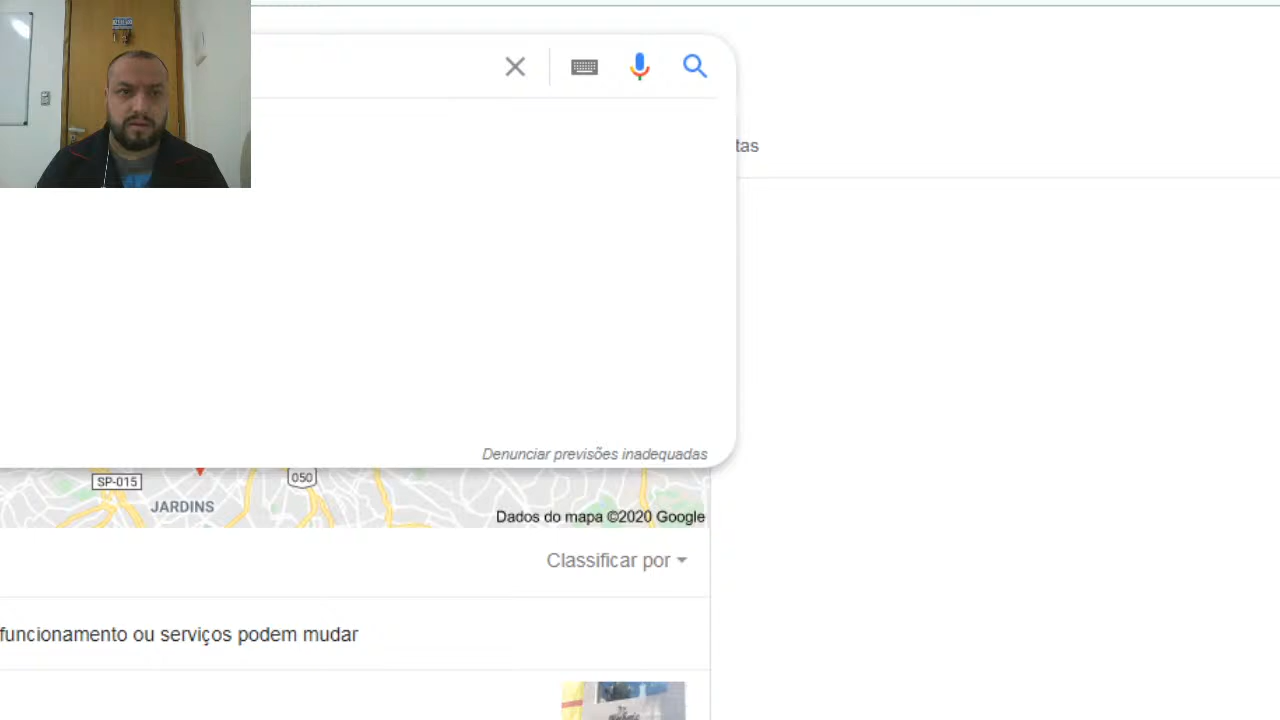 tas
Denunciar previsões inadequadas
SP-015
050
JARDINS
Dados do mapa ©2020 Google
Classificar por
funcionamento ou serviços podem mudar